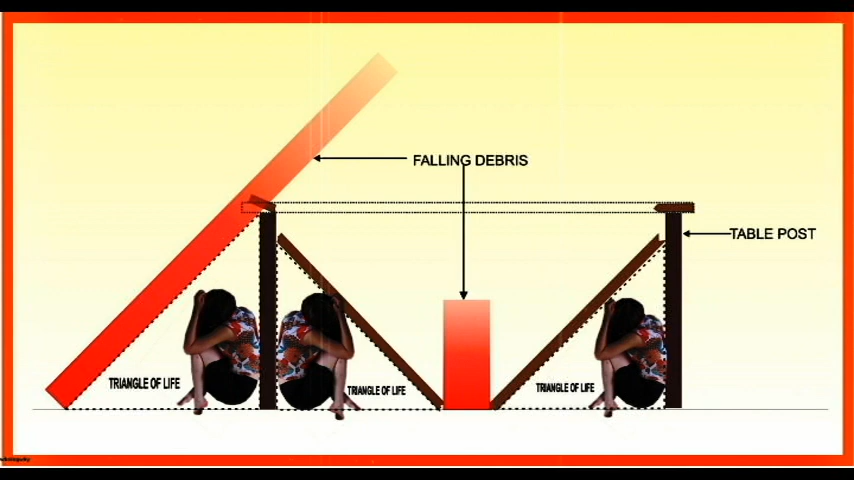 FALLING DEBRIS
TABLE POST
TRIANGLE OF LIFE
TRIANGLE OF LIFE
TRIANGLE OF LIFE